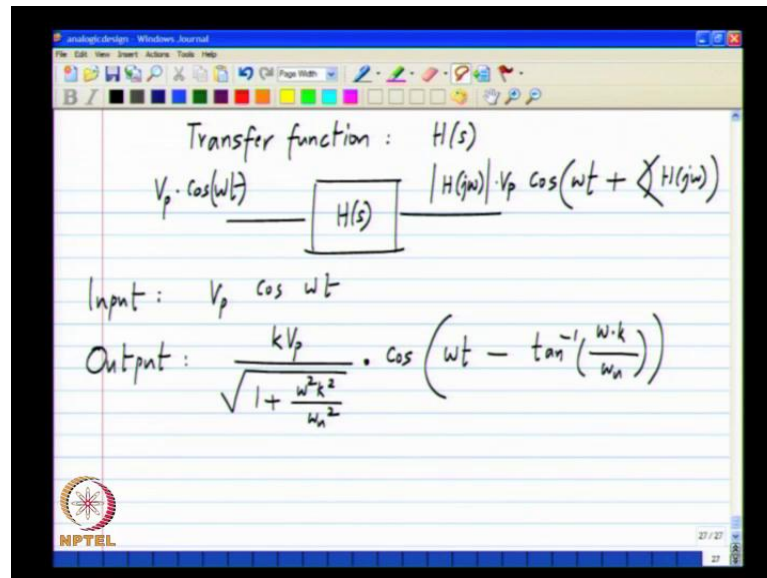 analogicdesign - Windows Journal
File Edit View Insert Actions Tools Help
Page Width
B I
Transfer function : H(s)
Vp · cos(ωt) H(s) |H(jω)| · Vp cos(ωt + ∠H(jω))
Input : Vp cos ωt
Output : kVp / √(1 + ω²k²/ωn²) · cos(ωt − tan⁻¹(ω·k/ωn))
NPTEL
27 / 27
27